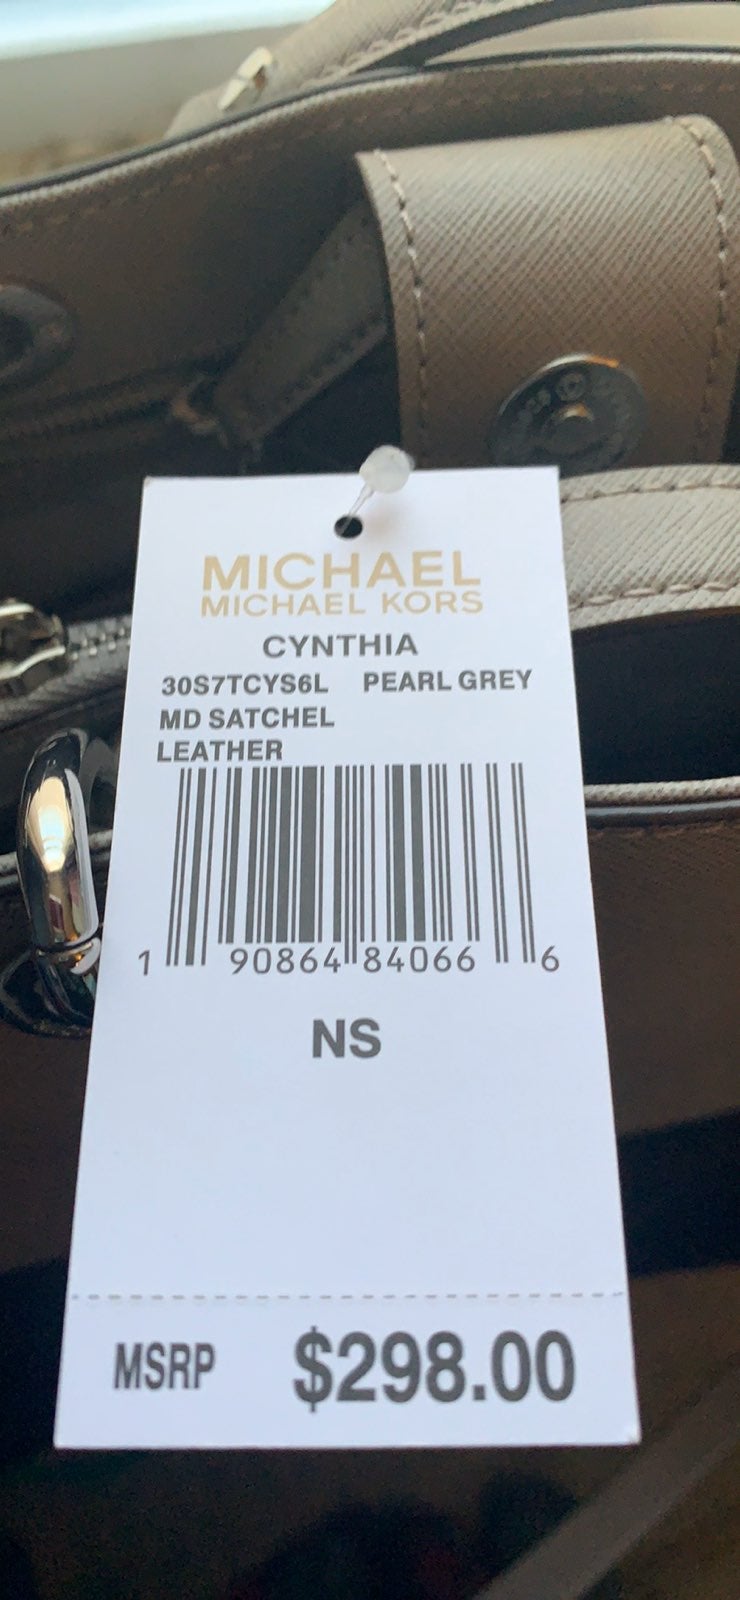 MICHAEL
MICHAEL KORS
CYNTHIA
30S7TCYS6L PEARL GREY
MD SATCHEL
LEATHER
1 90864 84066 6
NS
MSRP $298.00